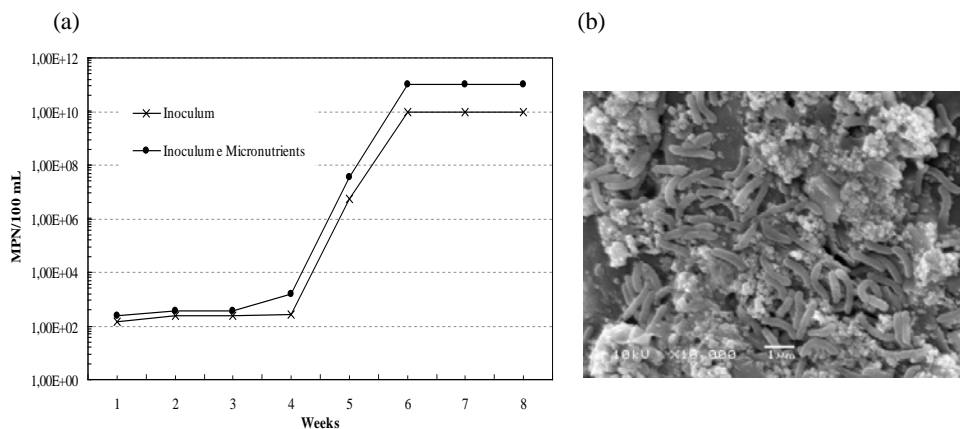 (a)
(b)
1,00E+12
1,00E+10
1,00E+08
1,00E+06
1,00E+04
1,00E+02
1,00E+00
MPN/100 mL
Inoculum
Inoculum e Micronutrients
1 2 3 4 5 6 7 8
Weeks
10kV X10,000 1μm